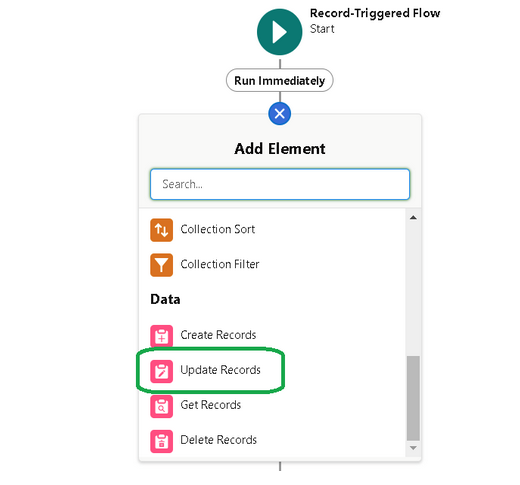 Record-Triggered Flow
Start
Run Immediately
Add Element
Search...
Collection Sort
Collection Filter
Data
Create Records
Update Records
Get Records
Delete Records